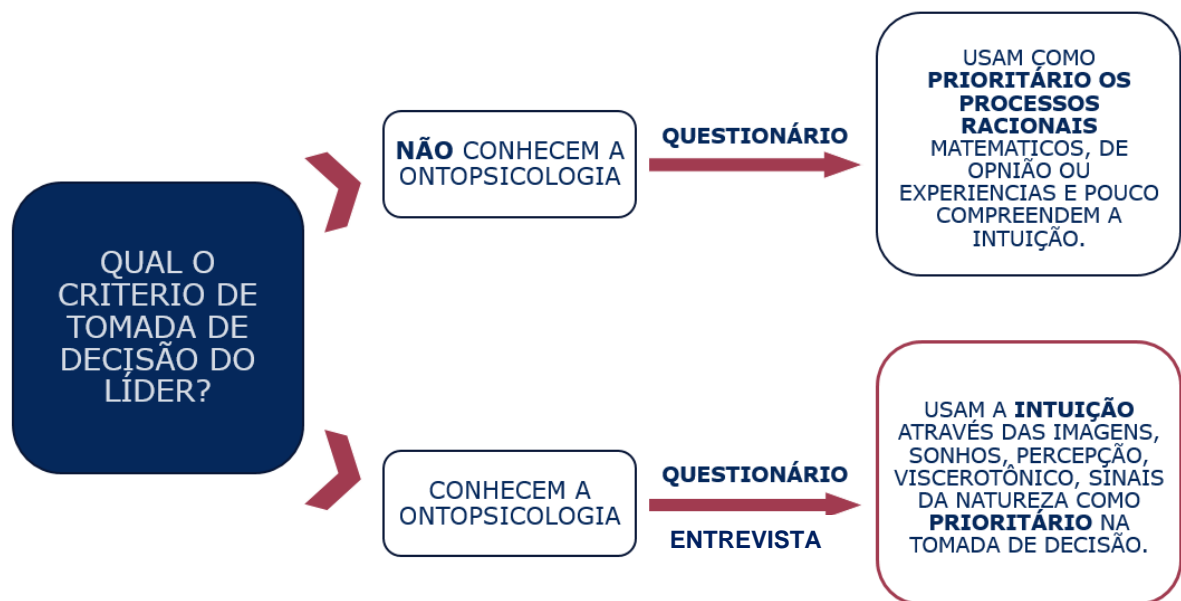 QUAL O
CRITERIO DE
TOMADA DE
DECISÃO DO
LÍDER?
NÃO CONHECEM A
ONTOPSICOLOGIA
QUESTIONÁRIO
USAM COMO
PRIORITÁRIO OS
PROCESSOS
RACIONAIS
MATEMATICOS, DE
OPNIÃO OU
EXPERIENCIAS E POUCO
COMPREENDEM A
INTUIÇÃO.
CONHECEM A
ONTOPSICOLOGIA
QUESTIONÁRIO
ENTREVISTA
USAM A INTUIÇÃO
ATRAVÉS DAS IMAGENS,
SONHOS, PERCEPÇÃO,
VISCEROTÔNICO, SINAIS
DA NATUREZA COMO
PRIORITÁRIO NA
TOMADA DE DECISÃO.